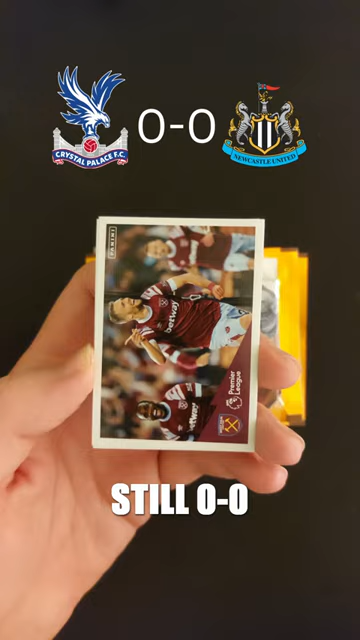 0-0
CRYSTAL PALACE F.C.
NEWCASTLE UNITED
PANINI
betway
betway
Premier
League
STILL 0-0